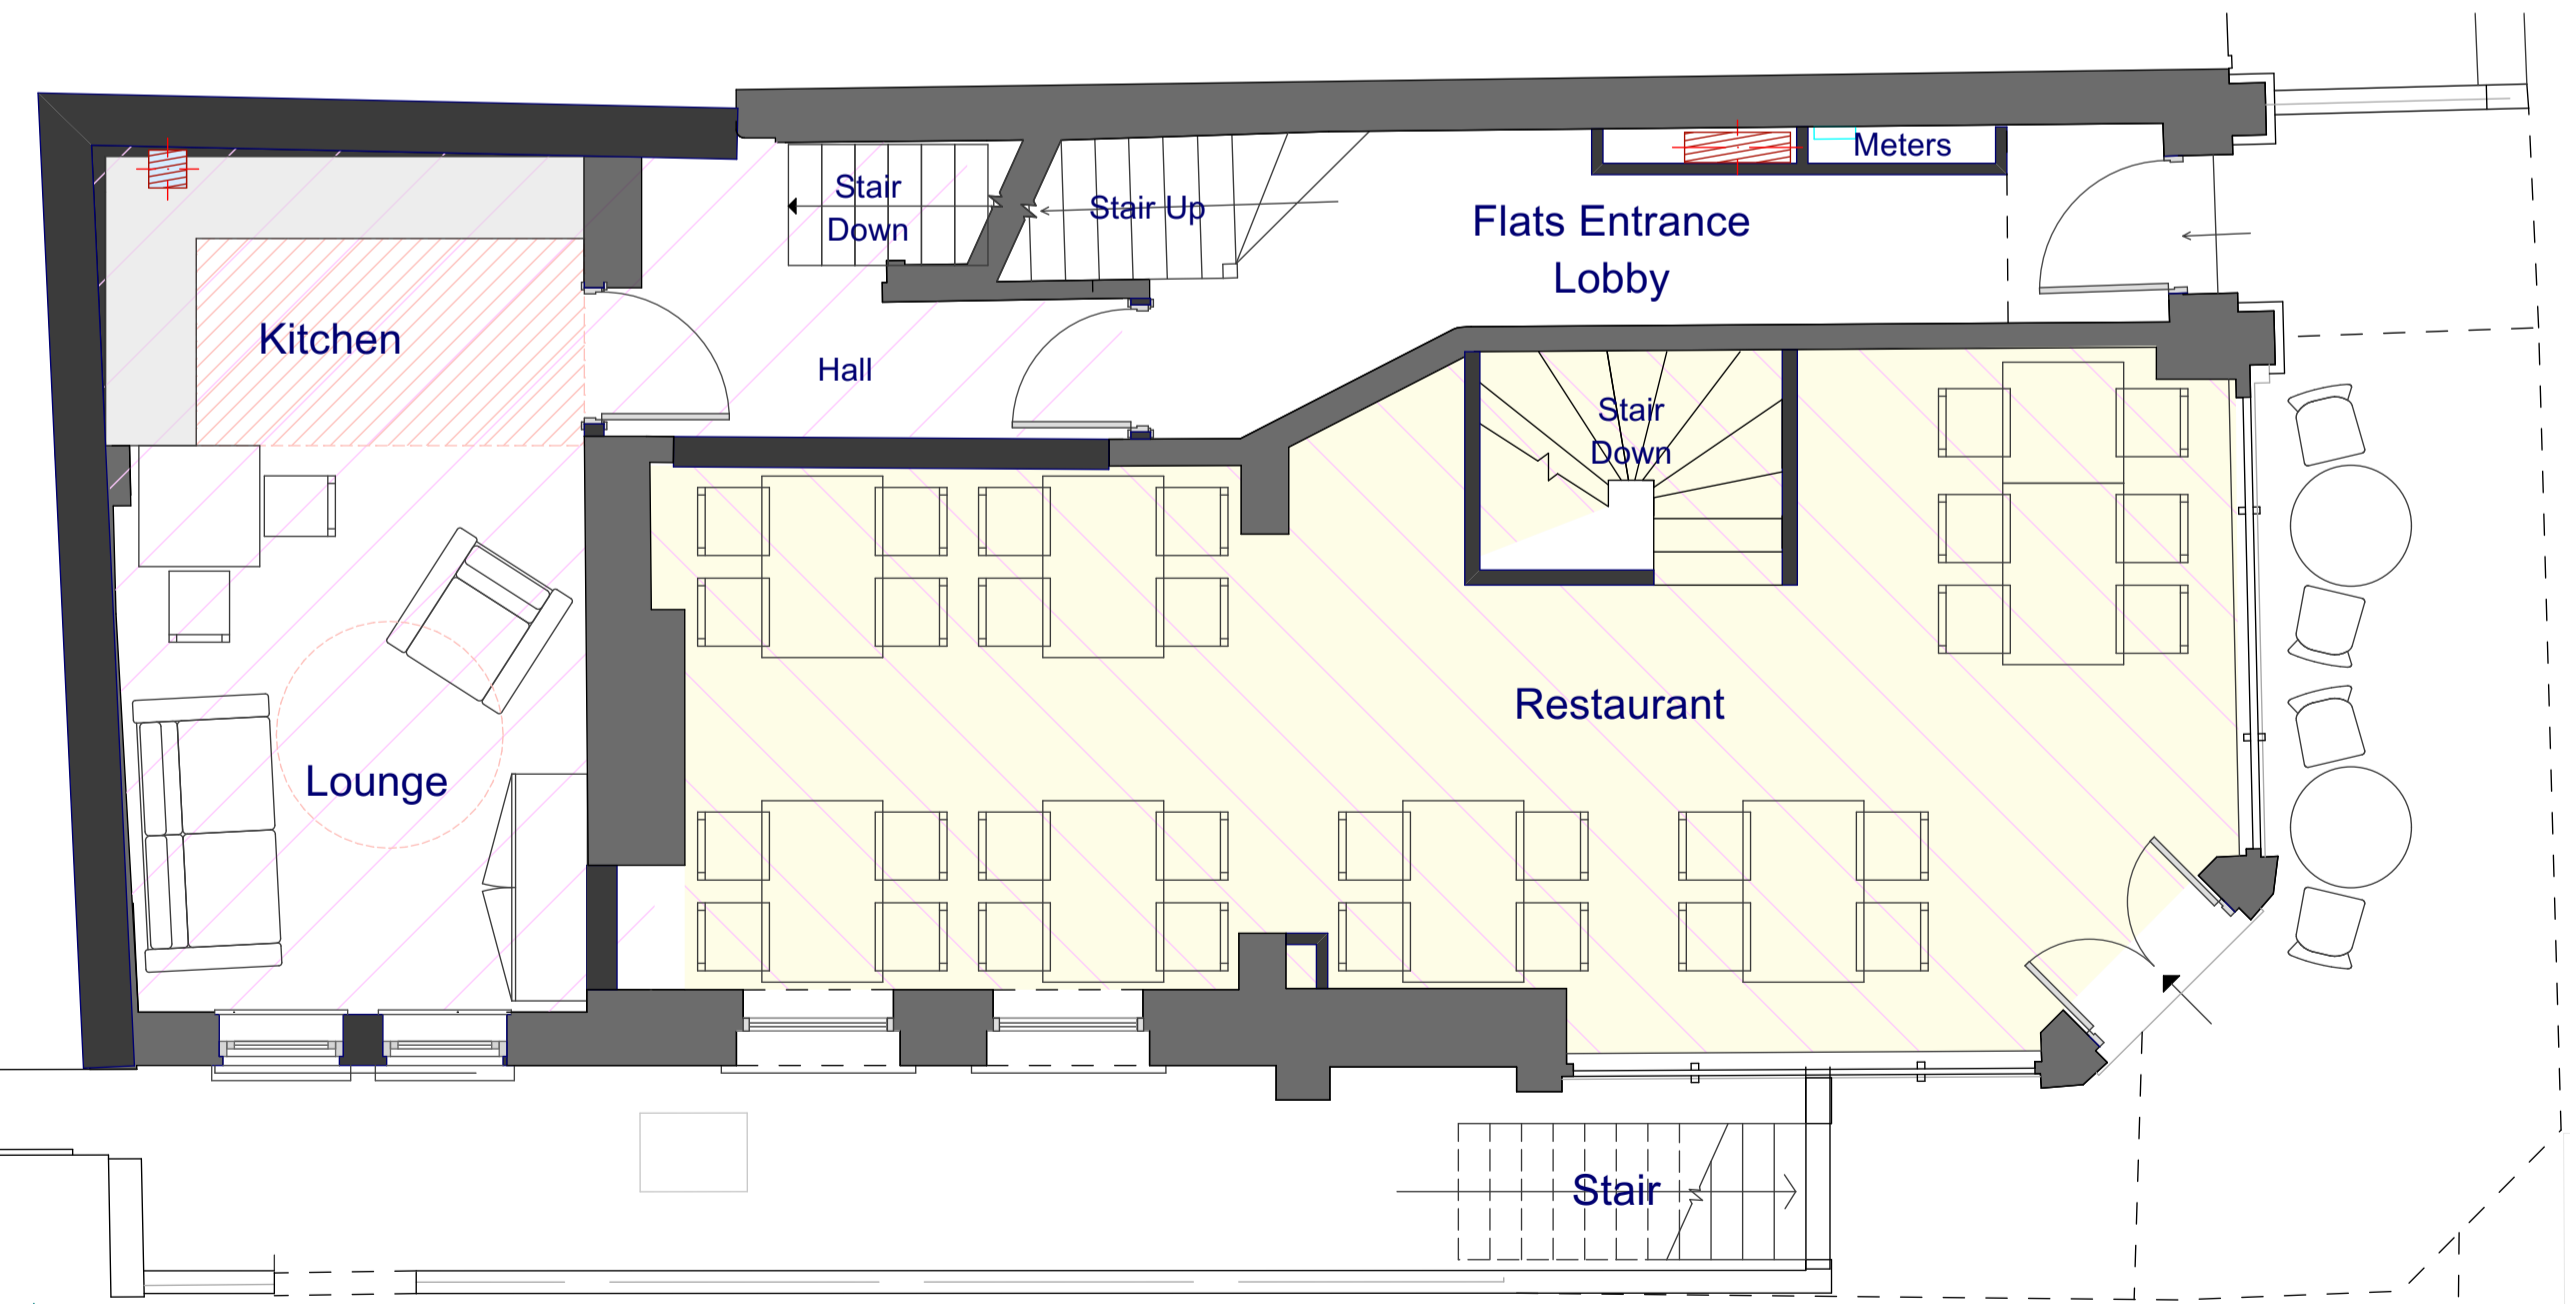 Stair
Down
Stair Up
Meters
Flats Entrance
Lobby
Kitchen
Hall
Stair
Down
Restaurant
Lounge
Stair